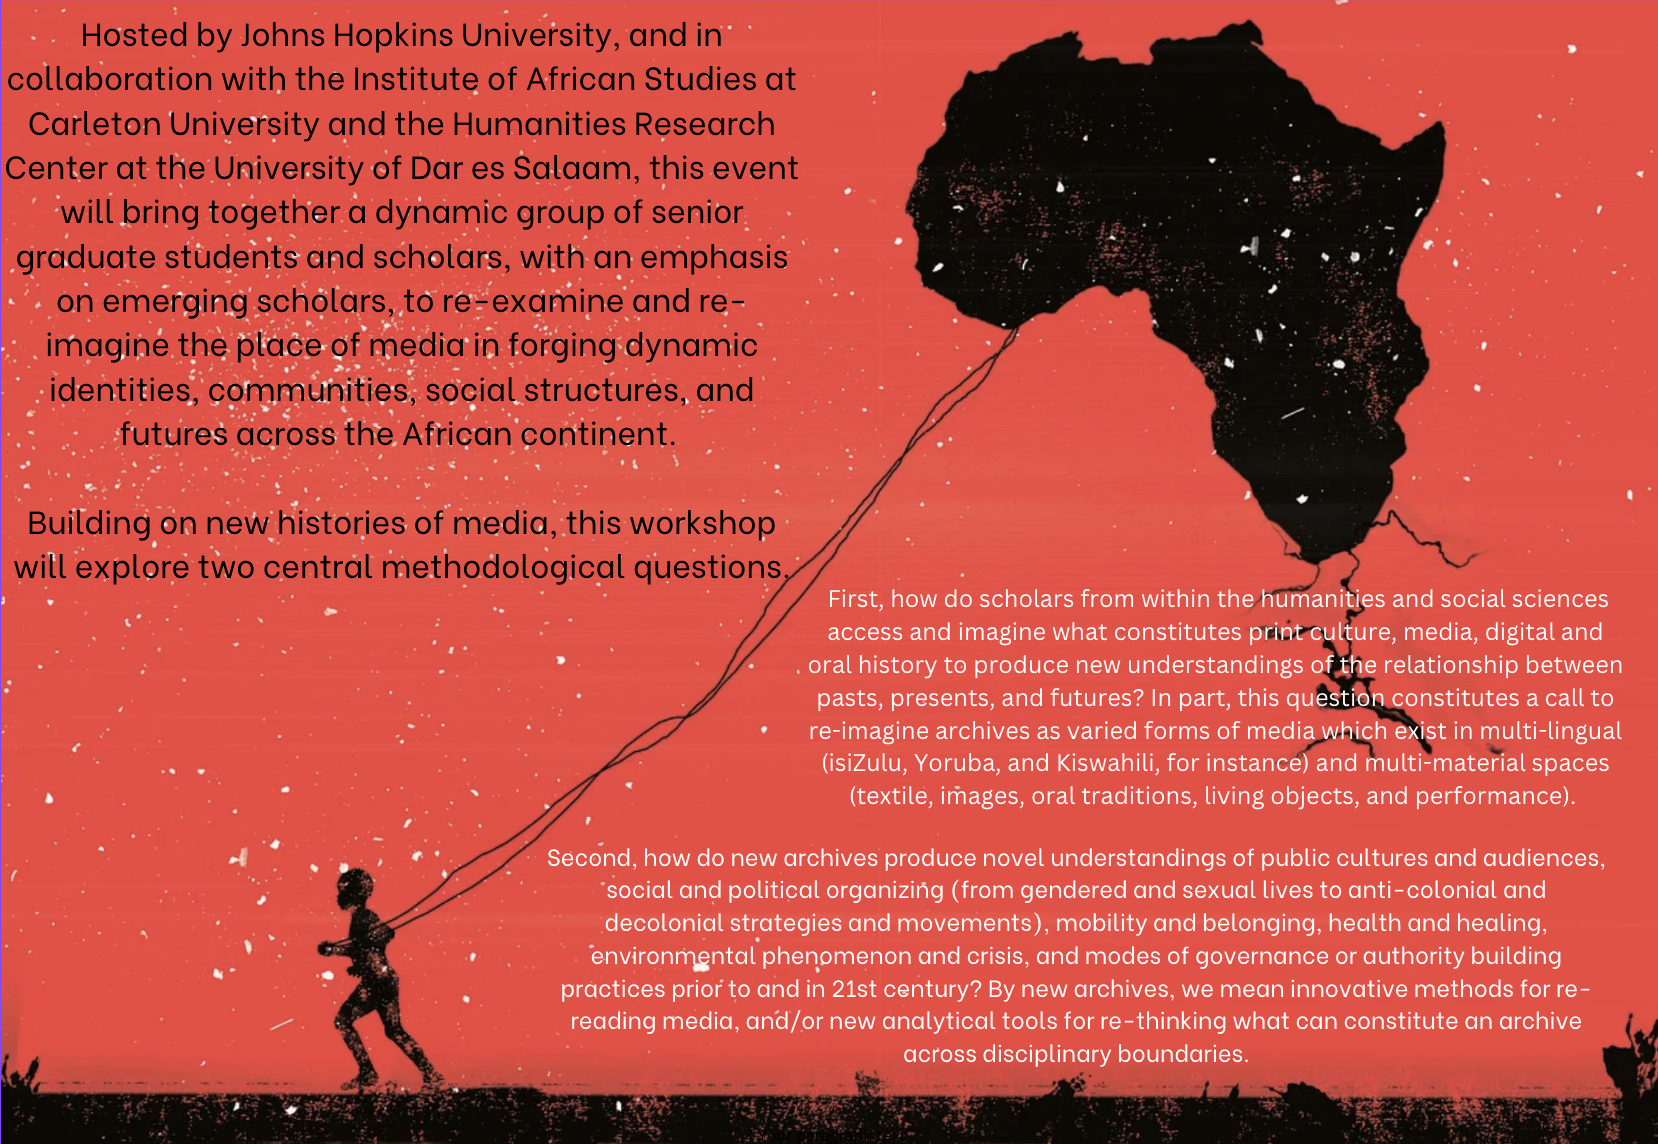 Hosted by Johns Hopkins University, and in
collaboration with the Institute of African Studies at
Carleton University and the Humanities Research
Center at the University of Dar es Salaam, this event
will bring together a dynamic group of senior
graduate students and scholars, with an emphasis
on emerging scholars, to re-examine and re-
imagine the place of media in forging dynamic
identities, communities, social structures, and
futures across the African continent.
Building on new histories of media, this workshop
will explore two central methodological questions.
First, how do scholars from within the humanities and social sciences
access and imagine what constitutes print culture, media, digital and
oral history to produce new understandings of the relationship between
pasts, presents, and futures? In part, this question constitutes a call to
re-imagine archives as varied forms of media which exist in multi-lingual
(isiZulu, Yoruba, and Kiswahili, for instance) and multi-material spaces
(textile, images, oral traditions, living objects, and performance).
Second, how do new archives produce novel understandings of public cultures and audiences,
social and political organizing (from gendered and sexual lives to anti-colonial and
decolonial strategies and movements), mobility and belonging, health and healing,
environmental phenomenon and crisis, and modes of governance or authority building
practices prior to and in 21st century? By new archives, we mean innovative methods for re-
reading media, and/or new analytical tools for re-thinking what can constitute an archive
across disciplinary boundaries.